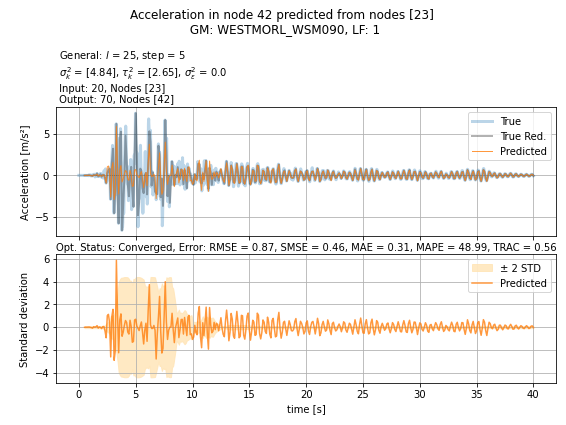 Acceleration in node 42 predicted from nodes [23]
GM: WESTMORL_WSM090, LF: 1
General: l = 25, step = 5
σ²ₖ = [4.84], τ²ₖ = [2.65], σ²ε = 0.0
Input: 20, Nodes [23]
Output: 70, Nodes [42]
Acceleration [m/s²]
5
0
−5
True
True Red.
Predicted
Opt. Status: Converged, Error: RMSE = 0.87, SMSE = 0.46, MAE = 0.31, MAPE = 48.99, TRAC = 0.56
Standard deviation
6
4
2
0
−2
−4
± 2 STD
Predicted
0 5 10 15 20 25 30 35 40
time [s]